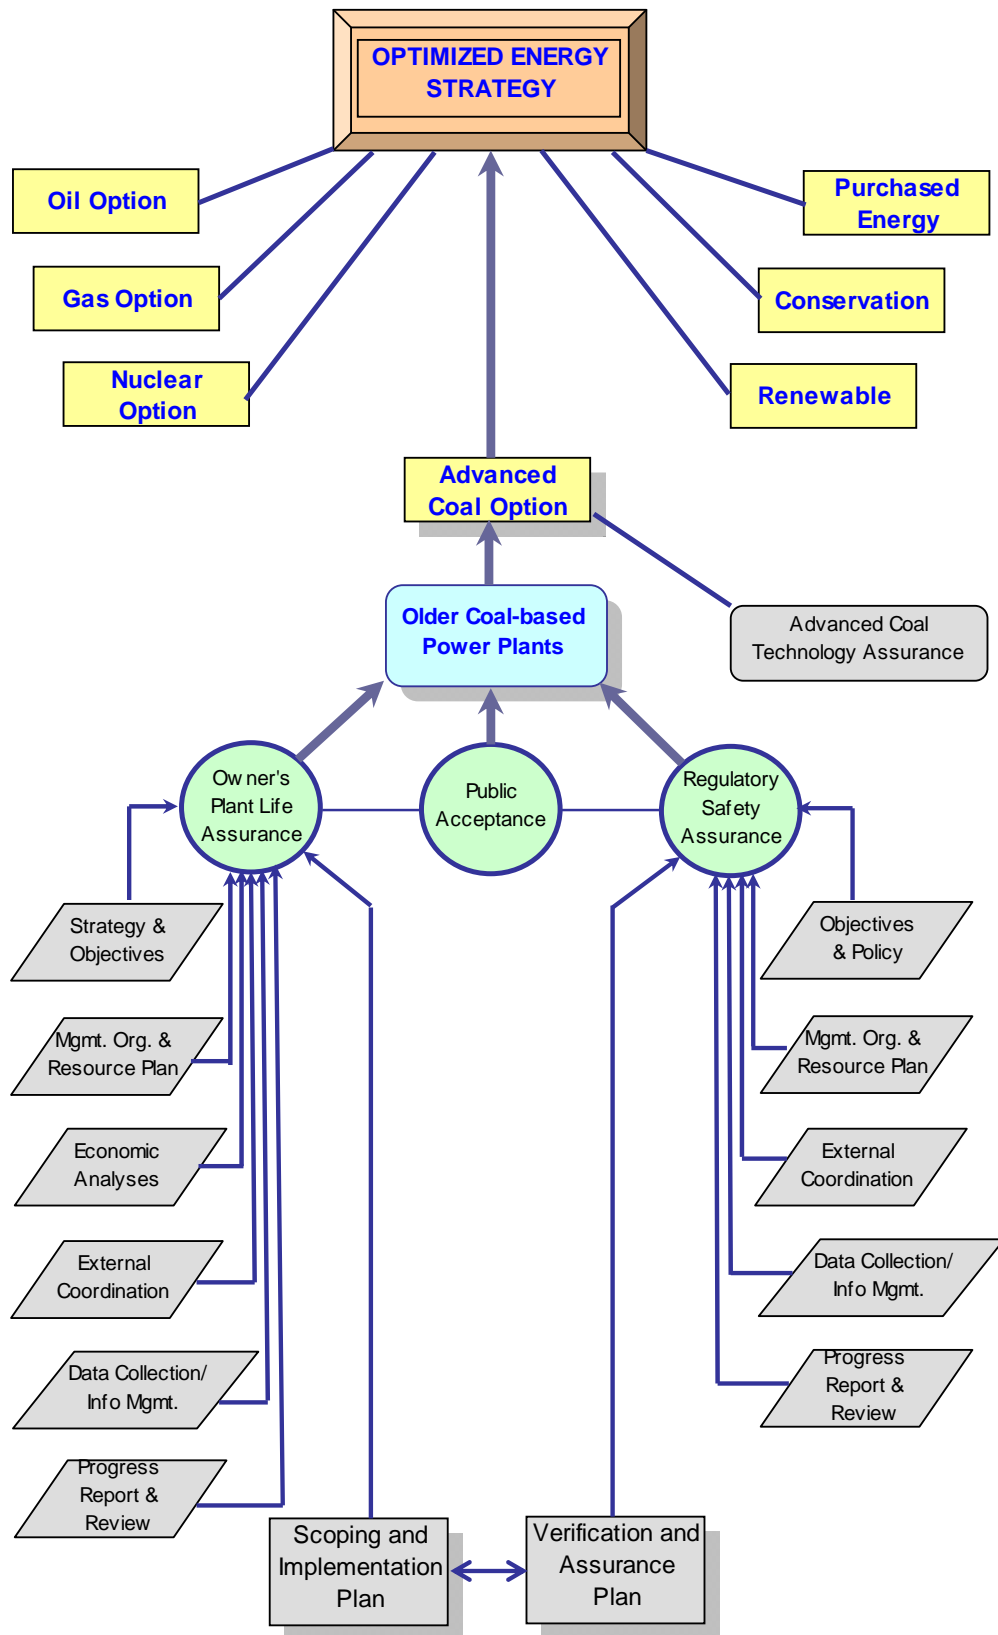 OPTIMIZED ENERGY
STRATEGY
Oil Option
Purchased
Energy
Gas Option
Conservation
Nuclear
Option
Renewable
Advanced
Coal Option
Older Coal-based
Power Plants
Advanced Coal
Technology Assurance
Owner's
Plant Life
Assurance
Public
Acceptance
Regulatory
Safety
Assurance
Strategy &
Objectives
Objectives
& Policy
Mgmt. Org. &
Resource Plan
Mgmt. Org. &
Resource Plan
Economic
Analyses
External
Coordination
External
Coordination
Data Collection/
Info Mgmt.
Data Collection/
Info Mgmt.
Progress
Report &
Review
Progress
Report &
Review
Scoping and
Implementation
Plan
Verification and
Assurance
Plan